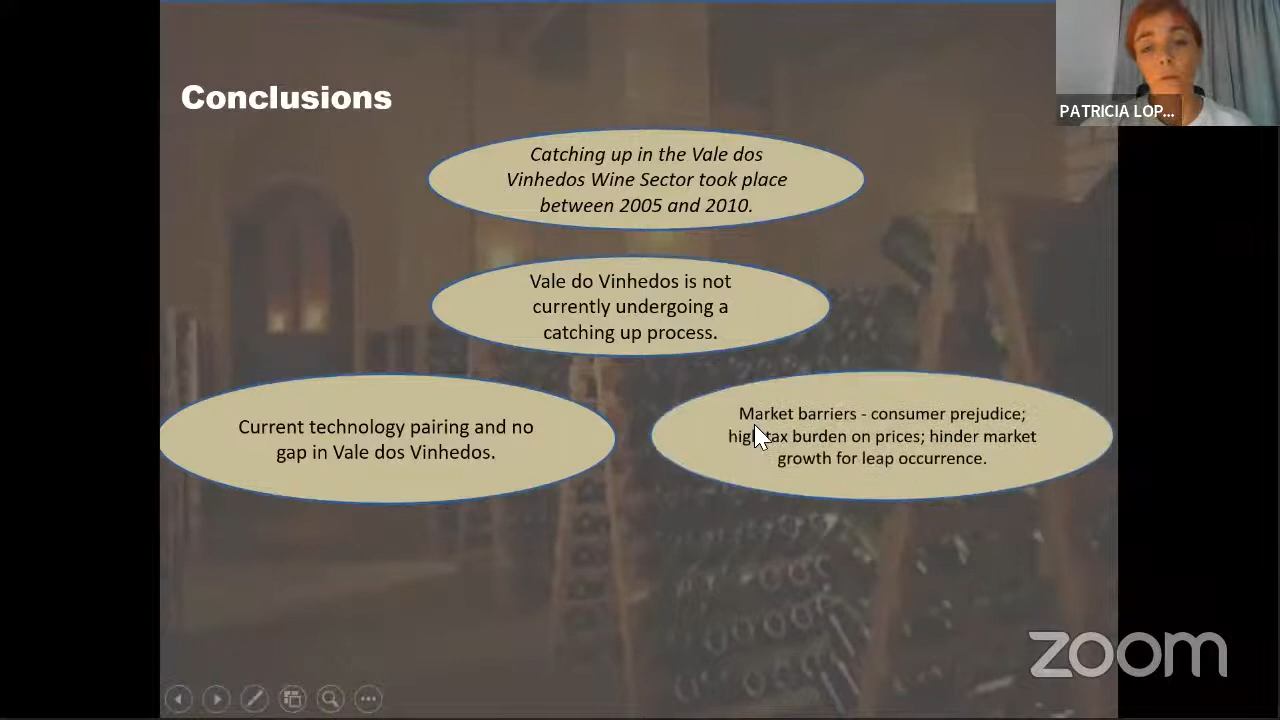 Conclusions
PATRICIA LOP...
Catching up in the Vale dos
Vinhedos Wine Sector took place
between 2005 and 2010.
Vale do Vinhedos is not
currently undergoing a
catching up process.
Current technology pairing and no
gap in Vale dos Vinhedos.
Market barriers - consumer prejudice;
high tax burden on prices; hinder market
growth for leap occurrence.
zoom